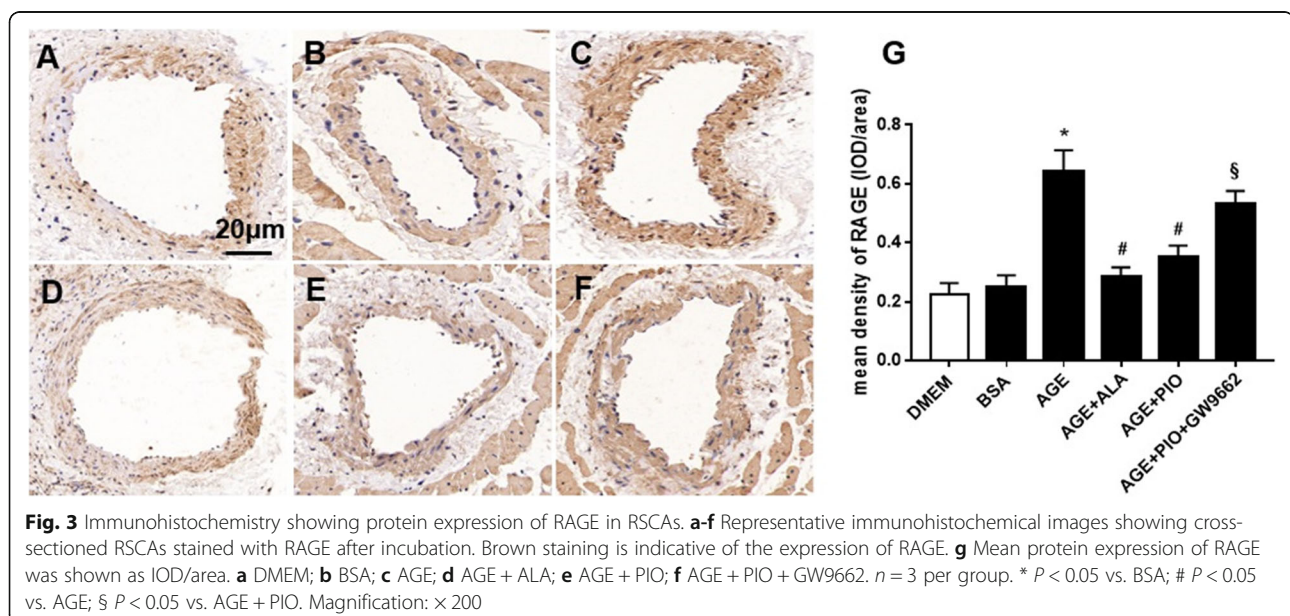 A
B
C
20μm
D
E
F
G
mean density of RAGE (IOD/area)
0.8
0.6
0.4
0.2
0.0
*
#
#
§
DMEM
BSA
AGE
AGE+ALA
AGE+PIO
AGE+PIO+GW9662
Fig. 3 Immunohistochemistry showing protein expression of RAGE in RSCAs. a-f Representative immunohistochemical images showing cross-
sectioned RSCAs stained with RAGE after incubation. Brown staining is indicative of the expression of RAGE. g Mean protein expression of RAGE
was shown as IOD/area. a DMEM; b BSA; c AGE; d AGE + ALA; e AGE + PIO; f AGE + PIO + GW9662. n = 3 per group. * P < 0.05 vs. BSA; # P < 0.05
vs. AGE; § P < 0.05 vs. AGE + PIO. Magnification: × 200